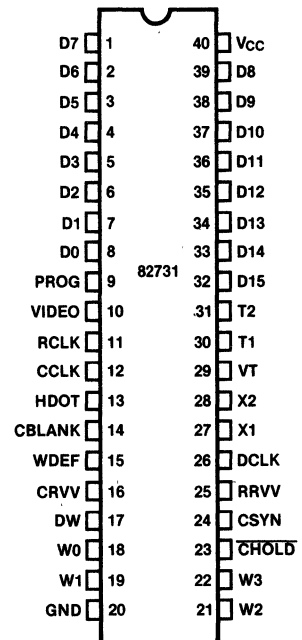 D7 1 40 VCC
D6 2 39 D8
D5 3 38 D9
D4 4 37 D10
D3 5 36 D11
D2 6 35 D12
D1 7 34 D13
D0 8 33 D14
82731
PROG 9 32 D15
VIDEO 10 31 T2
RCLK 11 30 T1
CCLK 12 29 VT
HDOT 13 28 X2
CBLANK 14 27 X1
WDEF 15 26 DCLK
CRVV 16 25 RRVV
DW 17 24 CSYN
W0 18 23 CHOLD
W1 19 22 W3
GND 20 21 W2